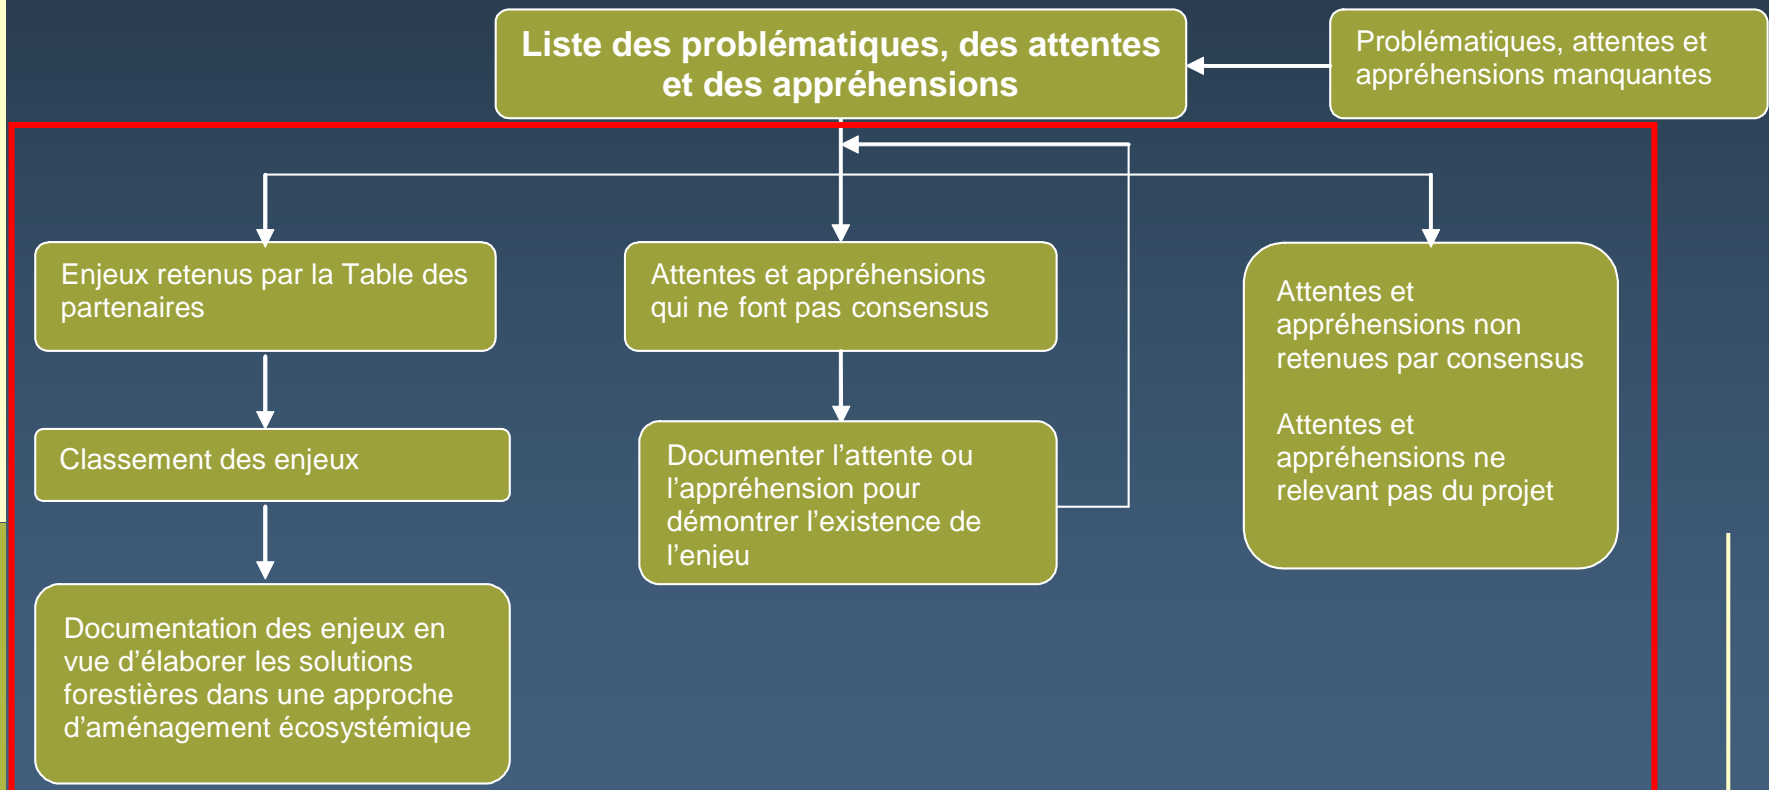 Liste des problématiques, des attentes
et des appréhensions
Problématiques, attentes et
appréhensions manquantes
Enjeux retenus par la Table des
partenaires
Attentes et appréhensions
qui ne font pas consensus
Attentes et
appréhensions non
retenues par consensus
Attentes et
appréhensions ne
relevant pas du projet
Classement des enjeux
Documenter l’attente ou
l’appréhension pour
démontrer l’existence de
l’enjeu
Documentation des enjeux en
vue d’élaborer les solutions
forestières dans une approche
d’aménagement écosystémique